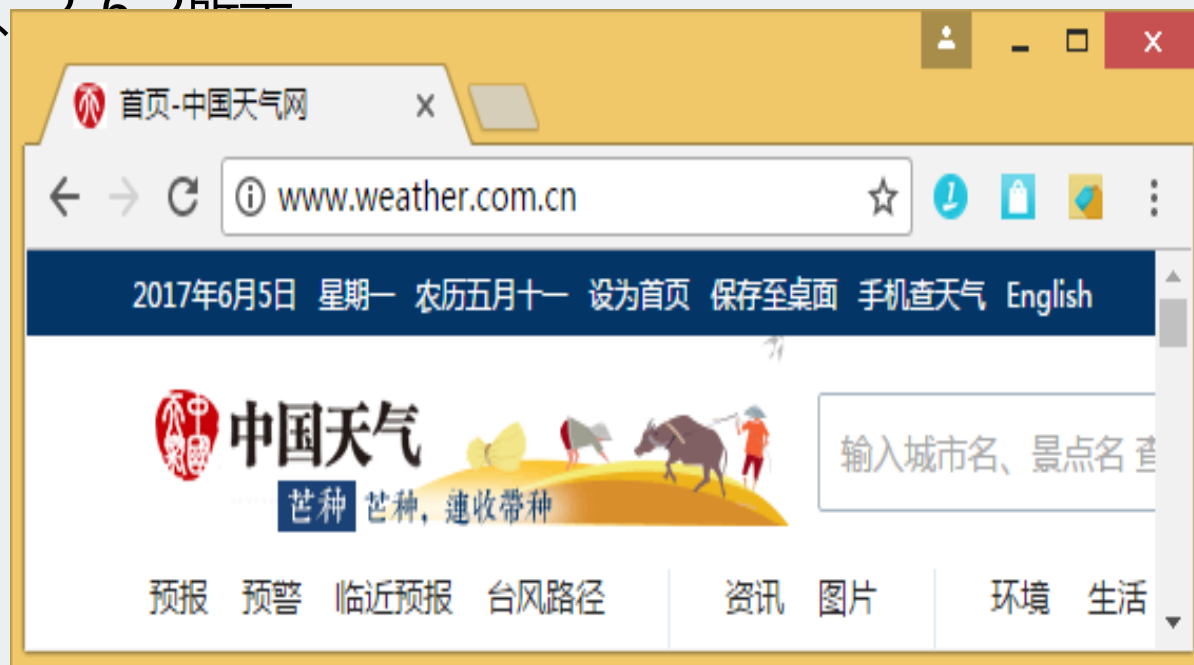 首页-中国天气网
www.weather.com.cn
2017年6月5日 星期一 农历五月十一 设为首页 保存至桌面 手机查天气 English
中国天气
输入城市名、景点名 查
芒种 芒种，連收帶种
预报 预警 临近预报 台风路径 资讯 图片 环境 生活